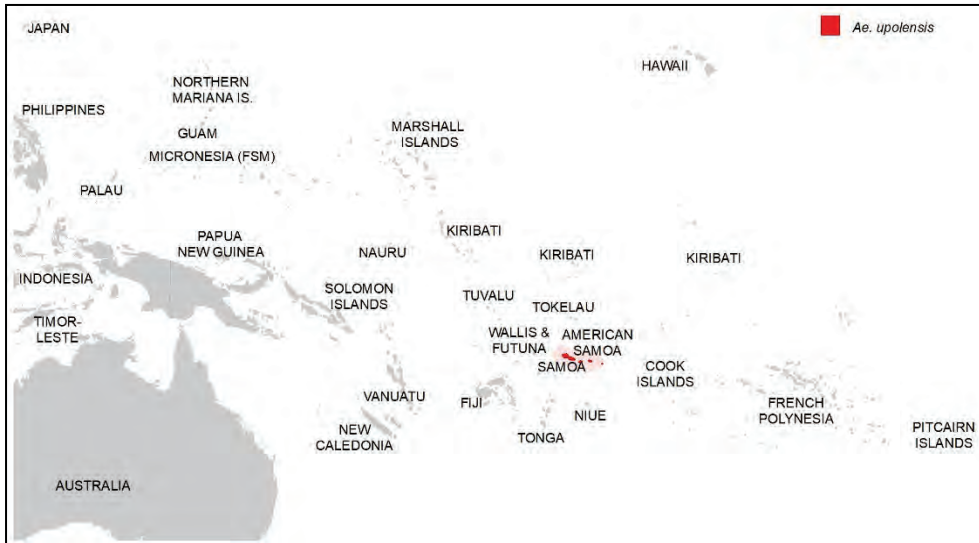 JAPAN
Ae. upolensis
HAWAII
NORTHERN
MARIANA IS.
PHILIPPINES
GUAM
MARSHALL
ISLANDS
MICRONESIA (FSM)
PALAU
KIRIBATI
PAPUA
NEW GUINEA
NAURU
KIRIBATI
KIRIBATI
INDONESIA
SOLOMON
ISLANDS
TUVALU
TOKELAU
TIMOR-
LESTE
WALLIS &
FUTUNA
AMERICAN
SAMOA
SAMOA
COOK
ISLANDS
VANUATU
FIJI
NIUE
FRENCH
POLYNESIA
NEW
CALEDONIA
TONGA
PITCAIRN
ISLANDS
AUSTRALIA